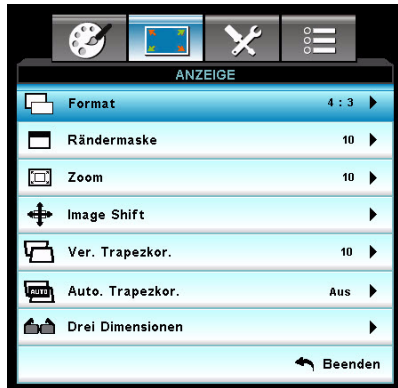 ANZEIGE
Format 4 : 3
Rändermaske 10
Zoom 10
Image Shift
Ver. Trapezkor. 10
AUTO Auto. Trapezkor. Aus
Drei Dimensionen
Beenden